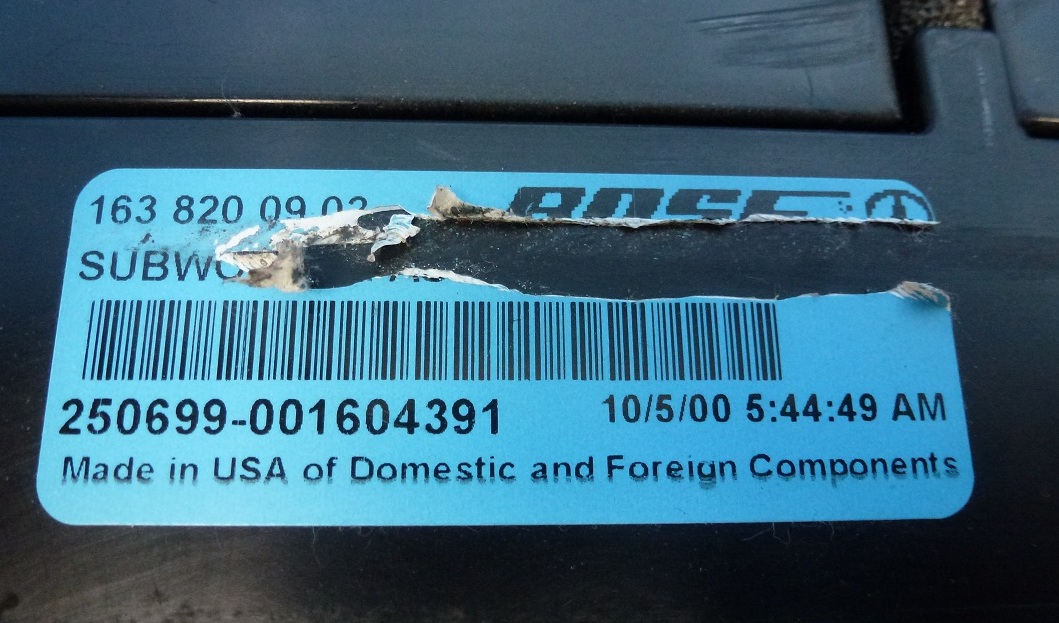 163 820 09 02 BOSE
250699-001604391 10/5/00 5:44:49 AM
Made in USA of Domestic and Foreign Components